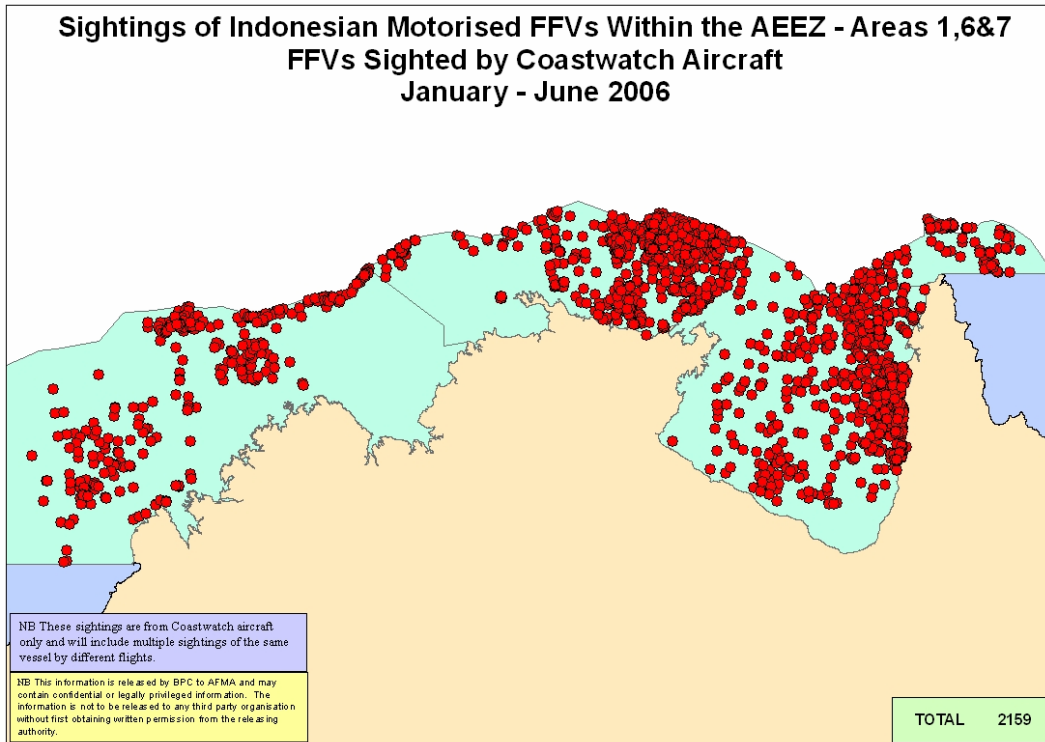 Sightings of Indonesian Motorised FFVs Within the AEEZ - Areas 1,6&7
FFVs Sighted by Coastwatch Aircraft
January - June 2006
NB These sightings are from Coastwatch aircraft
only and will include multiple sightings of the same
vessel by different flights.
NB This information is released by BPC to AFMA and may
contain confidential or legally privileged information. The
information is not to be released to any third party organisation
without first obtaining written permission from the releasing
authority.
TOTAL 2159